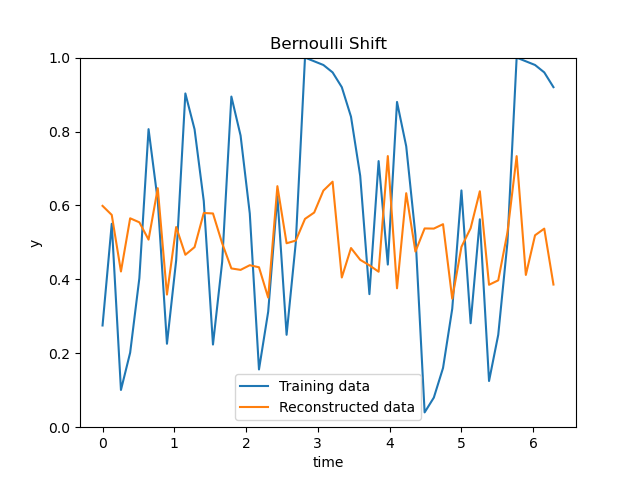 Bernoulli Shift
1.0
0.8
0.6
0.4
0.2
0.0
y
Training data
Reconstructed data
0 1 2 3 4 5 6
time